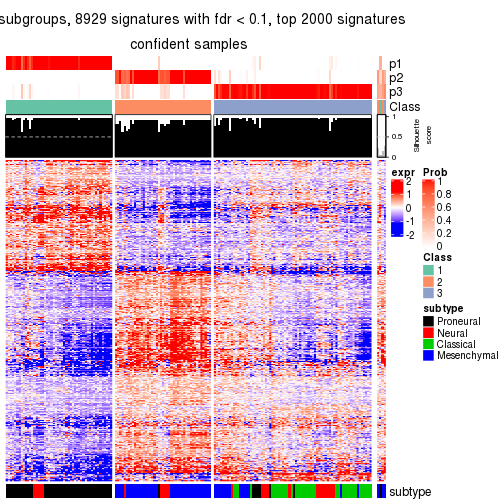 subgroups, 8929 signatures with fdr < 0.1, top 2000 signatures
confident samples
p1
p2
p3
Class
1
0.5
0
Silhouette
score
expr
2
1
0
-1
-2
Prob
1
0.8
0.6
0.4
0.2
0
Class
1
2
3
subtype
Proneural
Neural
Classical
Mesenchymal
subtype